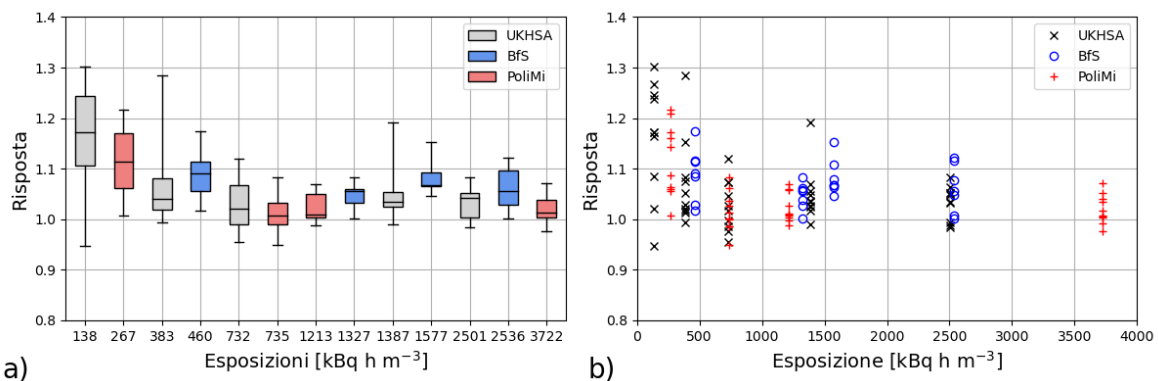 1.4
1.3
1.2
1.1
1.0
0.9
0.8
Risposta
UKHSA
BfS
PoliMi
138 267 383 460 732 735 1213 1327 1387 1577 2501 2536 3722
Esposizioni [kBq h m⁻³]
a)
1.4
1.3
1.2
1.1
1.0
0.9
0.8
Risposta
UKHSA
BfS
PoliMi
0 500 1000 1500 2000 2500 3000 3500 4000
Esposizione [kBq h m⁻³]
b)